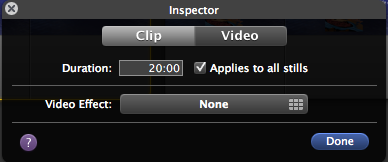 Inspector
Clip Video
Duration: 20:00 Applies to all stills
Video Effect: None
? Done